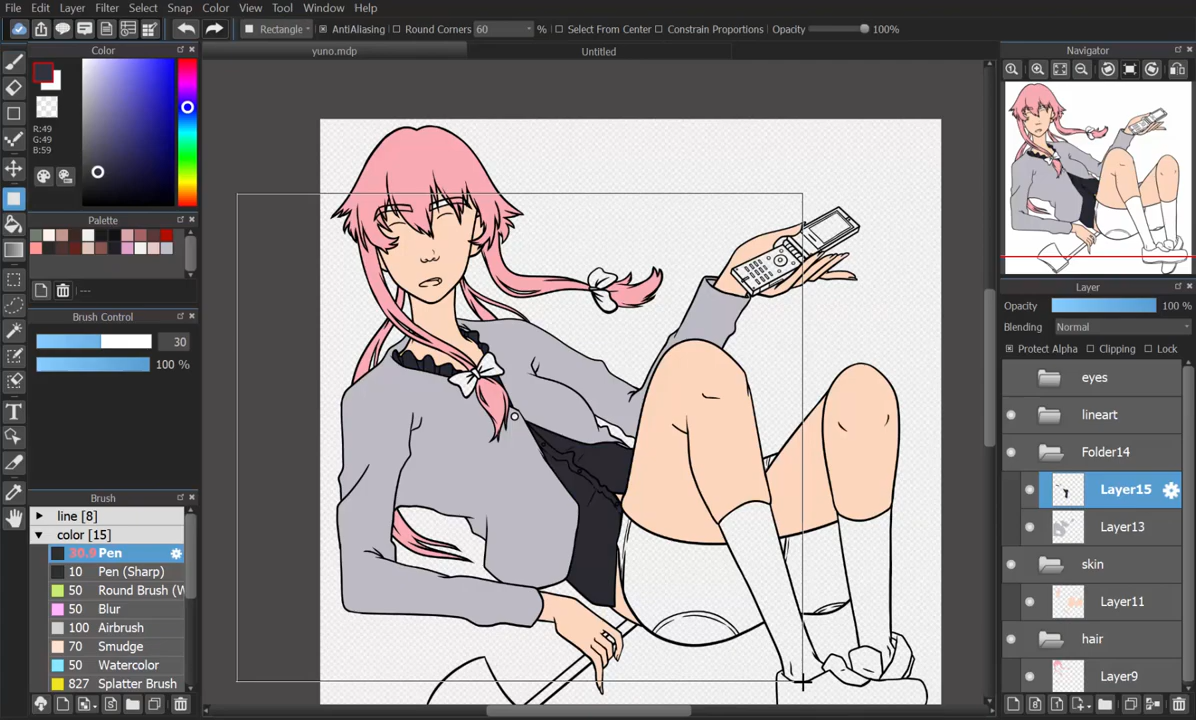 File Edit Layer Filter Select Snap Color View Tool Window Help
Rectangle AntiAliasing Round Corners 60 % Select From Center Constrain Proportions Opacity 100%
yuno.mdp Untitled
Color
R:49
G:49
B:59
Palette
---
Brush Control
30
100 %
Brush
line [8]
color [15]
30.9 Pen
10 Pen (Sharp)
50 Round Brush (W
50 Blur
100 Airbrush
70 Smudge
50 Watercolor
827 Splatter Brush
Navigator
Layer
Opacity 100 %
Blending Normal
Protect Alpha Clipping Lock
eyes
lineart
Folder14
Layer15
Layer13
skin
Layer11
hair
Layer9